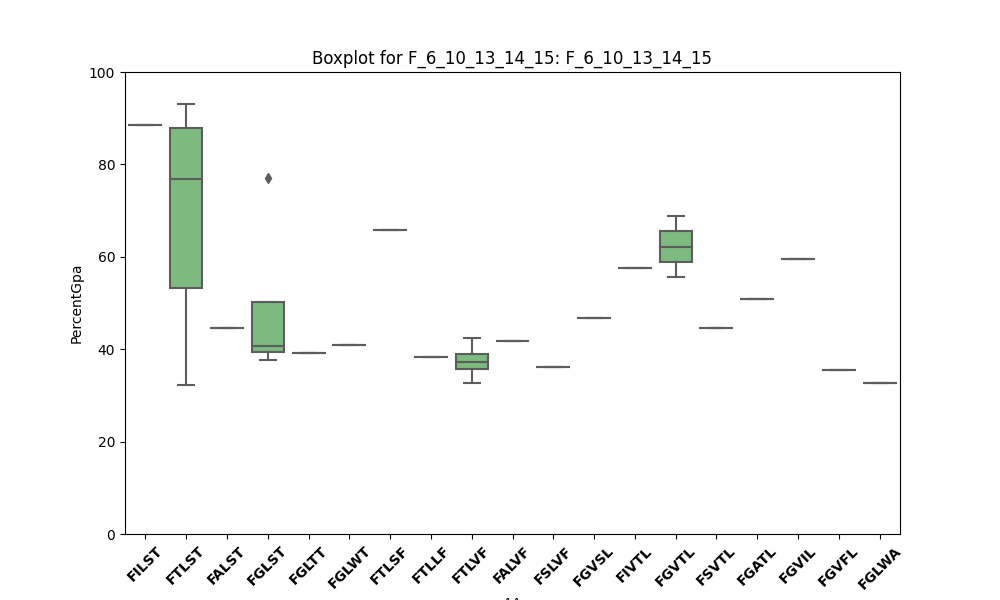 Boxplot for F_6_10_13_14_15: F_6_10_13_14_15
PercentGpa
100
80
60
40
20
0
FILST
FTLST
FALST
FGLST
FGLTT
FGLWT
FTLSF
FTLLF
FTLVF
FALVF
FSLVF
FGVSL
FIVTL
FGVTL
FSVTL
FGATL
FGVIL
FGVFL
FGLWA